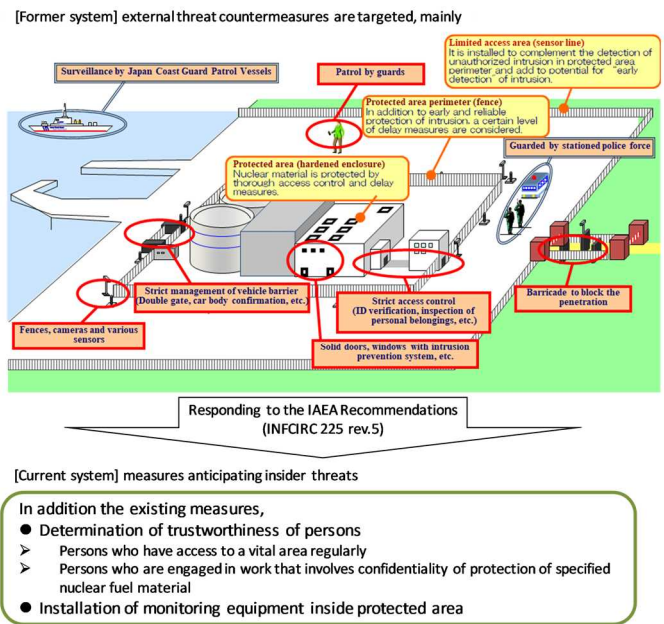 [Former system] external threat countermeasures are targeted, mainly
Limited access area (sensor line)
It is installed to complement the detection of
unauthorized intrusion in protected area
perimeter and add to potential for "early
detection" of intrusion.
Surveillance by Japan Coast Guard Patrol Vessels
Patrol by guards
Protected area perimeter (fence)
In addition to early and reliable
protection of intrusion, a certain level
of delay measures are considered.
Guarded by stationed police force
Protected area (hardened enclosure)
Nuclear material is protected by
thorough access control and delay
measures.
Strict management of vehicle barrier
(Double gate, car body confirmation, etc.)
Strict access control
(ID verification, inspection of
personal belongings, etc.)
Barricade to block the
penetration
Fences, cameras and various
sensors
Solid doors, windows with intrusion
prevention system, etc.
Responding to the IAEA Recommendations
(INFCIRC 225 rev.5)
[Current system] measures anticipating insider threats
In addition the existing measures,
● Determination of trustworthiness of persons
➤ Persons who have access to a vital area regularly
➤ Persons who are engaged in work that involves confidentiality of protection of specified
nuclear fuel material
● Installation of monitoring equipment inside protected area